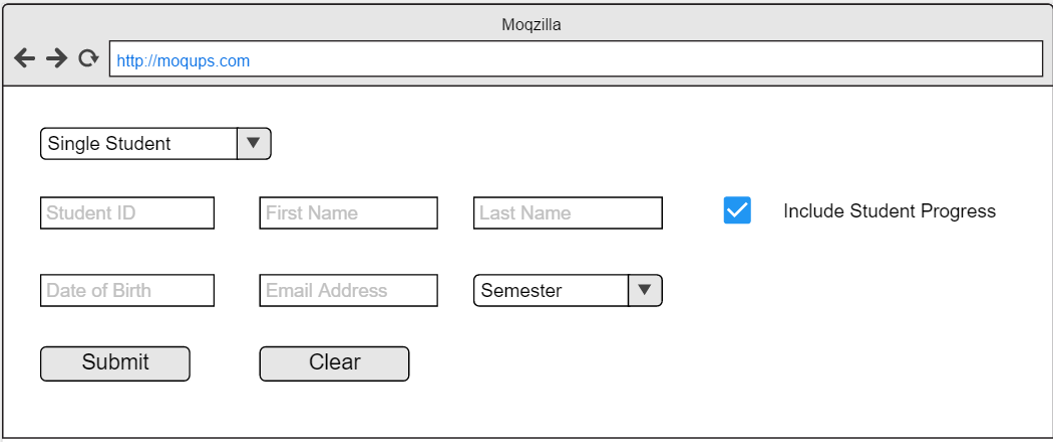 Moqzilla
http://moqups.com
Single Student
Student ID First Name Last Name Include Student Progress
Date of Birth Email Address Semester
Submit Clear